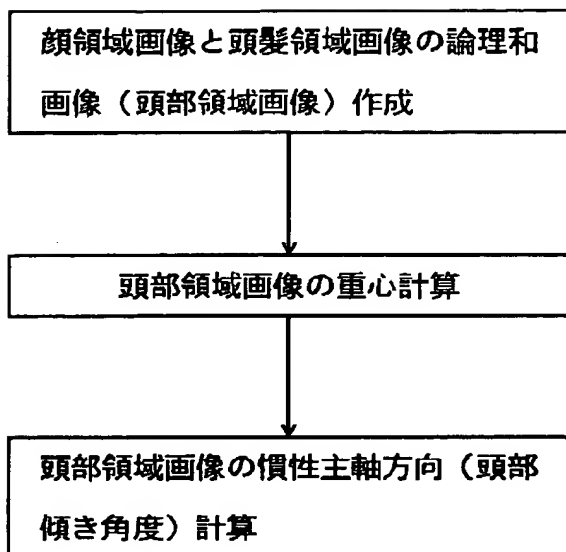 顔領域画像と頭髪領域画像の論理和
画像（頭部領域画像）作成
頭部領域画像の重心計算
頭部領域画像の慣性主軸方向（頭部
傾き角度）計算